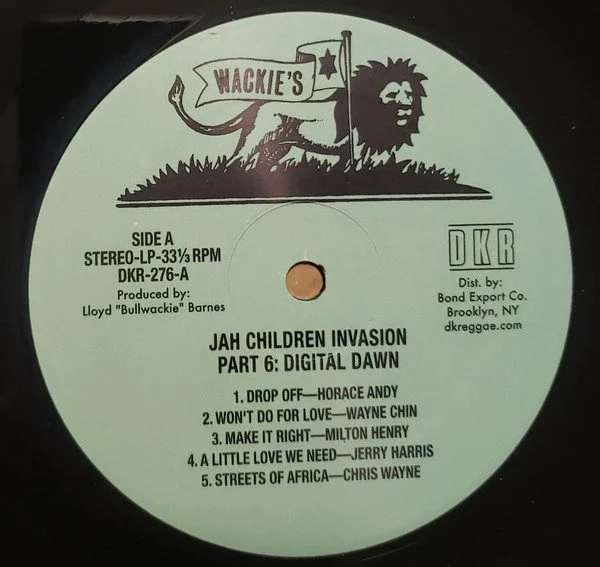 WACKIE'S
SIDE A
STEREO-LP-33⅓ RPM
DKR-276-A
Produced by:
Lloyd "Bullwackie" Barnes
DKR
Dist. by:
Bond Export Co.
Brooklyn, NY
dkreggae.com
JAH CHILDREN INVASION
PART 6: DIGITAL DAWN
1. DROP OFF—HORACE ANDY
2. WON'T DO FOR LOVE—WAYNE CHIN
3. MAKE IT RIGHT—MILTON HENRY
4. A LITTLE LOVE WE NEED—JERRY HARRIS
5. STREETS OF AFRICA—CHRIS WAYNE